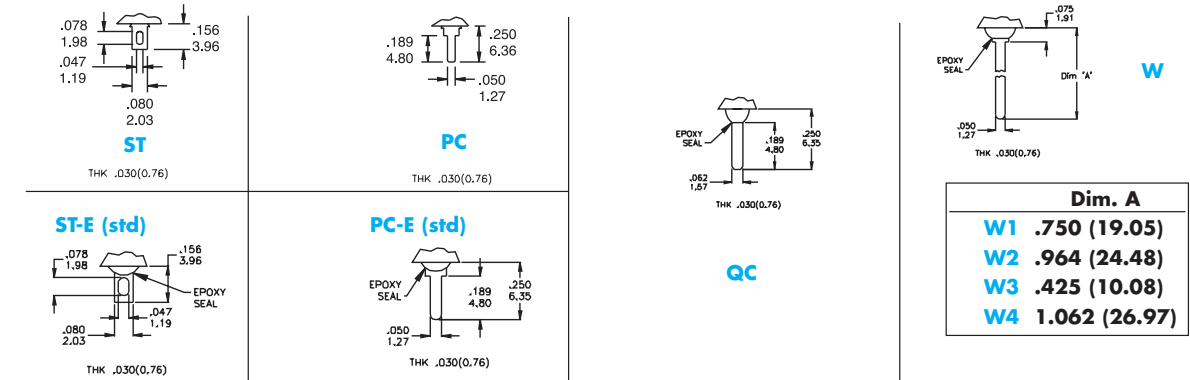 .078
1.98
.047
1.19
.156
3.96
.080
2.03
ST
THK .030(0.76)
.189
4.80
.250
6.36
.050
1.27
PC
THK .030(0.76)
ST-E (std)
.078
1.98
.156
3.96
EPOXY
SEAL
.047
1.19
.080
2.03
THK .030(0.76)
PC-E (std)
EPOXY
SEAL
.189
4.80
.250
6.35
.050
1.27
THK .030(0.76)
EPOXY
SEAL
.189
4.80
.250
6.35
.062
1.57
THK .030(0.76)
QC
.075
1.91
EPOXY
SEAL
Dim 'A'
W
.050
1.27
THK .030(0.76)
Dim. A
W1 .750 (19.05)
W2 .964 (24.48)
W3 .425 (10.08)
W4 1.062 (26.97)